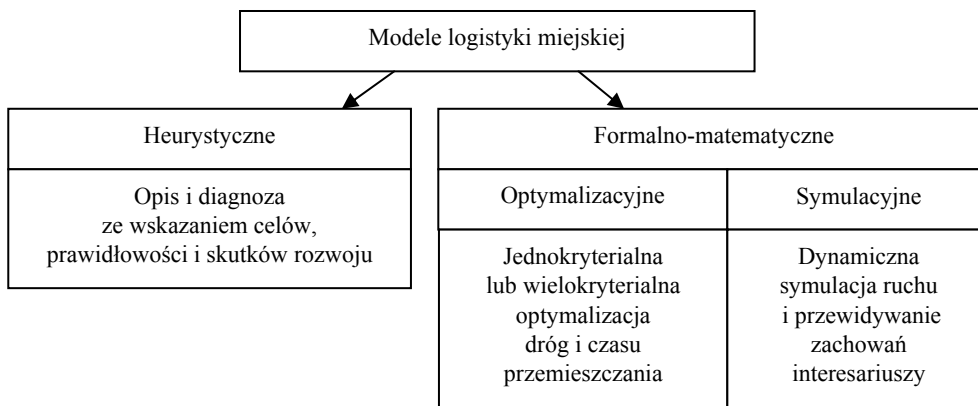 Modele logistyki miejskiej
Heurystyczne
Opis i diagnoza
ze wskazaniem celów,
prawidłowości i skutków rozwoju
Formalno-matematyczne
Optymalizacyjne
Jednokryterialna
lub wielokryterialna
optymalizacja
dróg i czasu
przemieszczania
Symulacyjne
Dynamiczna
symulacja ruchu
i przewidywanie
zachowań
interesariuszy